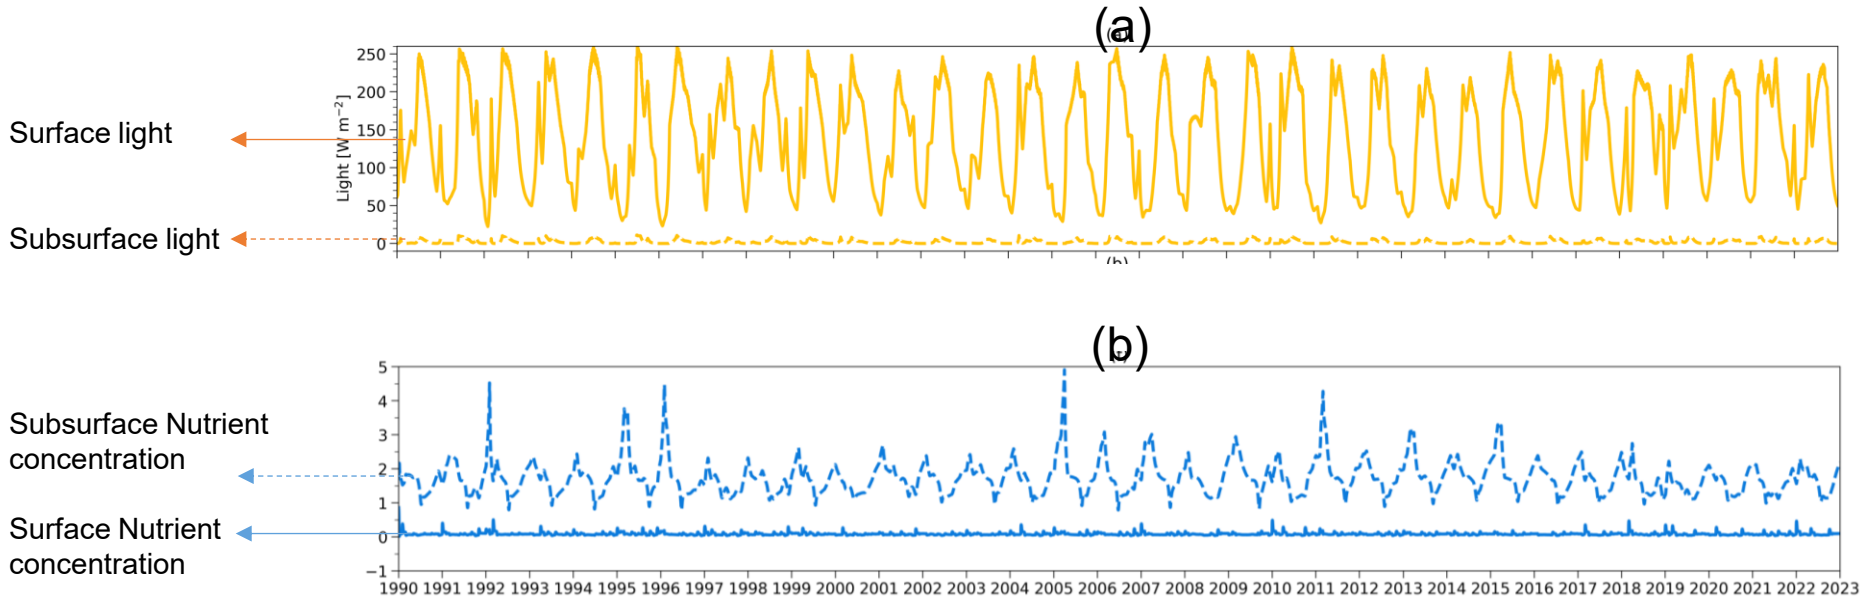 (a)
Surface light
Subsurface light
Light [W m⁻²]
250
200
150
100
50
0
(b)
(b)
Subsurface Nutrient
concentration
Surface Nutrient
concentration
5
4
3
2
1
0
−1
1990 1991 1992 1993 1994 1995 1996 1997 1998 1999 2000 2001 2002 2003 2004 2005 2006 2007 2008 2009 2010 2011 2012 2013 2014 2015 2016 2017 2018 2019 2020 2021 2022 2023